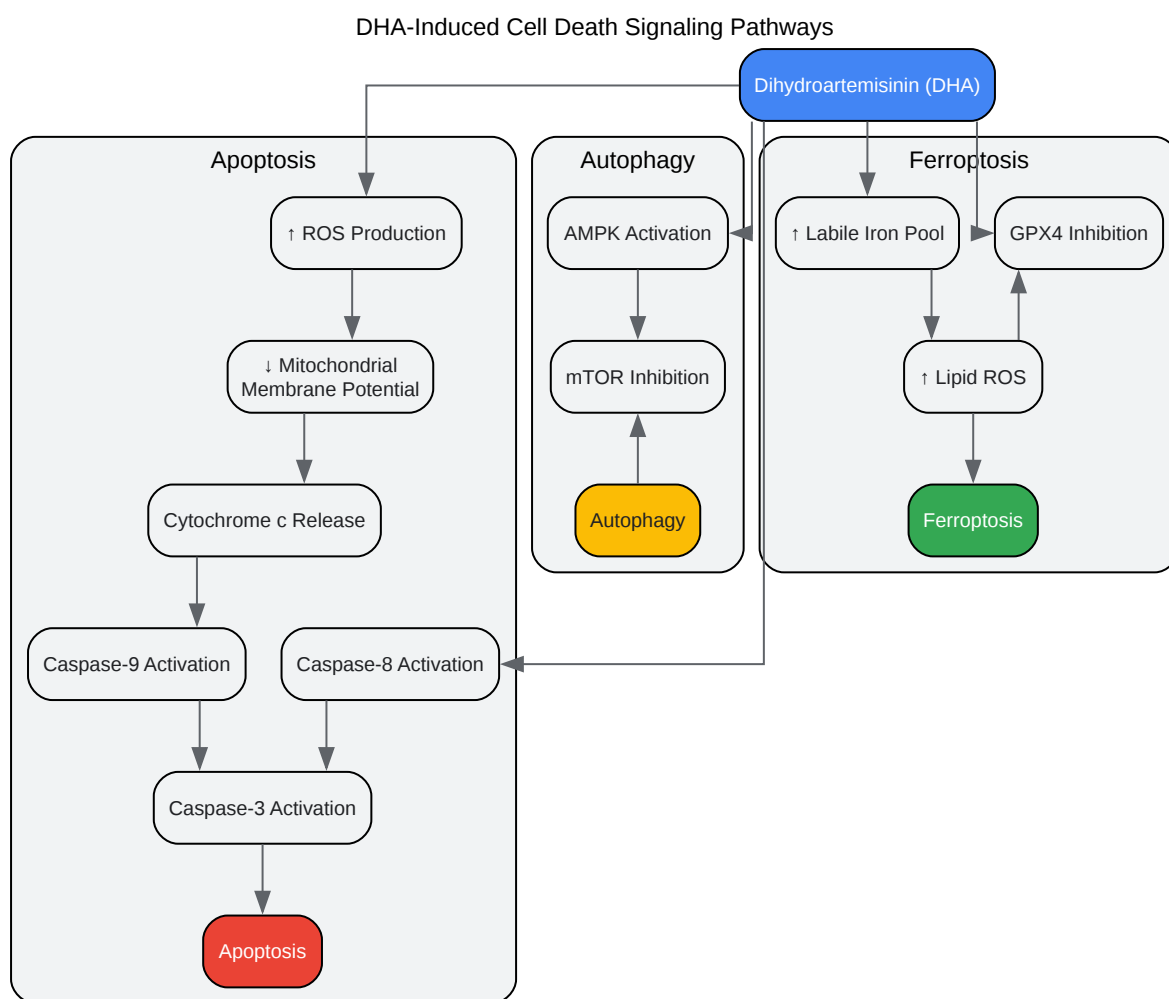 DHA-Induced Cell Death Signaling Pathways
Dihydroartemisinin (DHA)
Apoptosis
↑ ROS Production
↓ Mitochondrial
Membrane Potential
Cytochrome c Release
Caspase-9 Activation
Caspase-8 Activation
Caspase-3 Activation
Apoptosis
Autophagy
AMPK Activation
mTOR Inhibition
Autophagy
Ferroptosis
↑ Labile Iron Pool
GPX4 Inhibition
↑ Lipid ROS
Ferroptosis